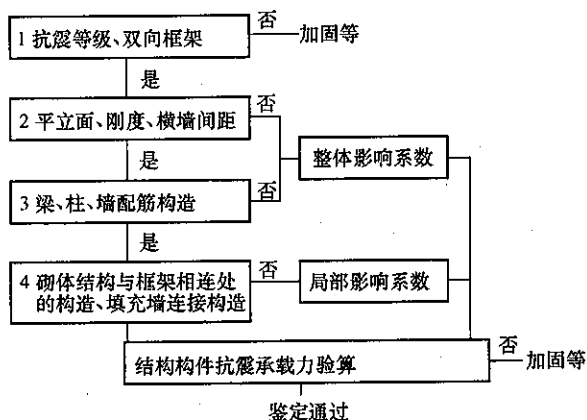 1 抗震等级、双向框架
否
加固等
是
2 平立面、刚度、横墙间距
否
整体影响系数
是
3 梁、柱、墙配筋构造
否
是
4 砌体结构与框架相连处
的构造、填充墙连接构造
否
局部影响系数
结构构件抗震承载力验算
否
加固等
鉴定通过